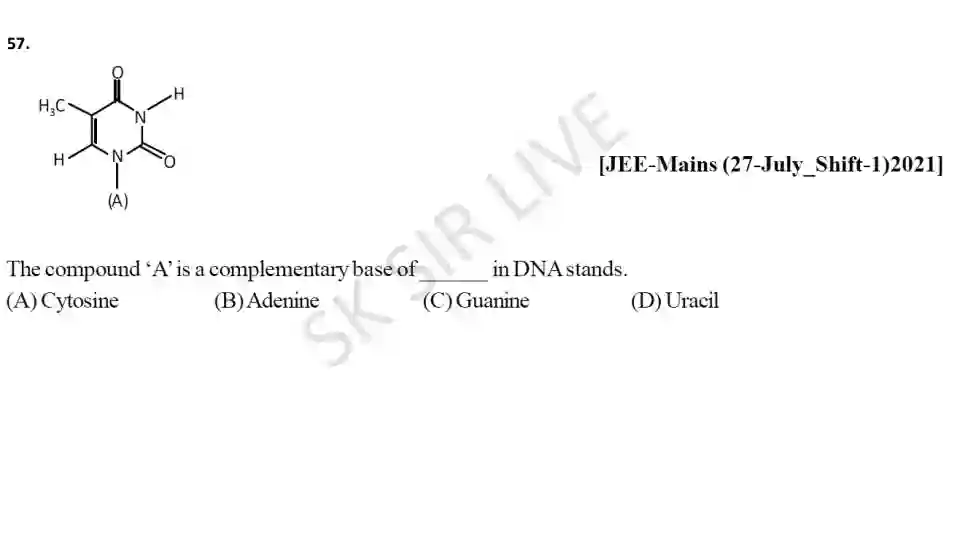 57.
O
H
H₃C
N
H
N
O
(A)
[JEE-Mains (27-July_Shift-1)2021]
The compound ‘A’ is a complementary base of ______ in DNA stands.
(A) Cytosine (B) Adenine (C) Guanine (D) Uracil
SK SIR LIVE